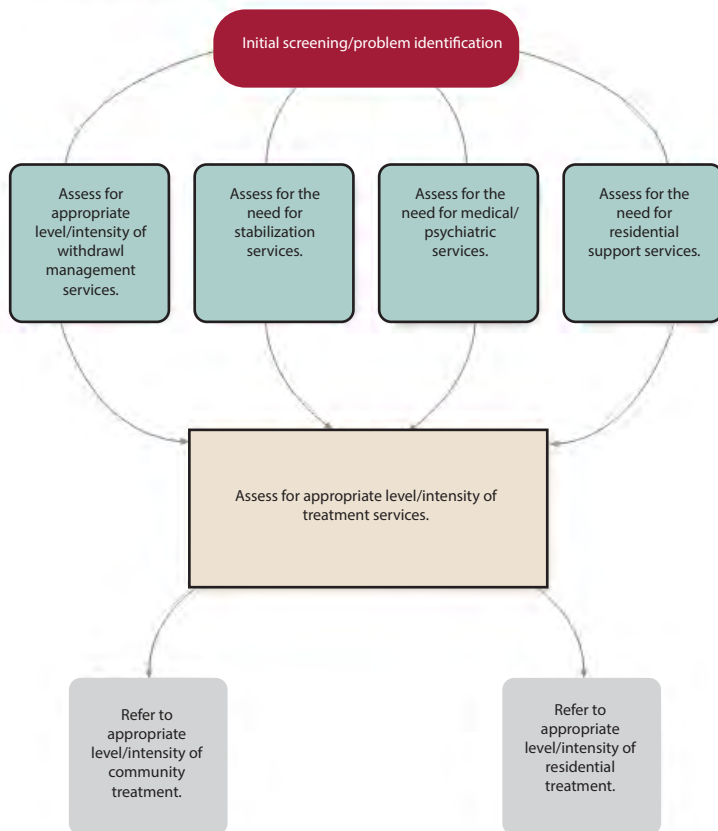 Initial screening/problem identification
Assess for
appropriate
level/intensity of
withdrawl
management
services.
Assess for the
need for
stabilization
services.
Assess for the
need for medical/
psychiatric
services.
Assess for the
need for
residential
support services.
Assess for appropriate level/intensity of
treatment services.
Refer to
appropriate
level/intensity of
community
treatment.
Refer to
appropriate
level/intensity of
residential
treatment.